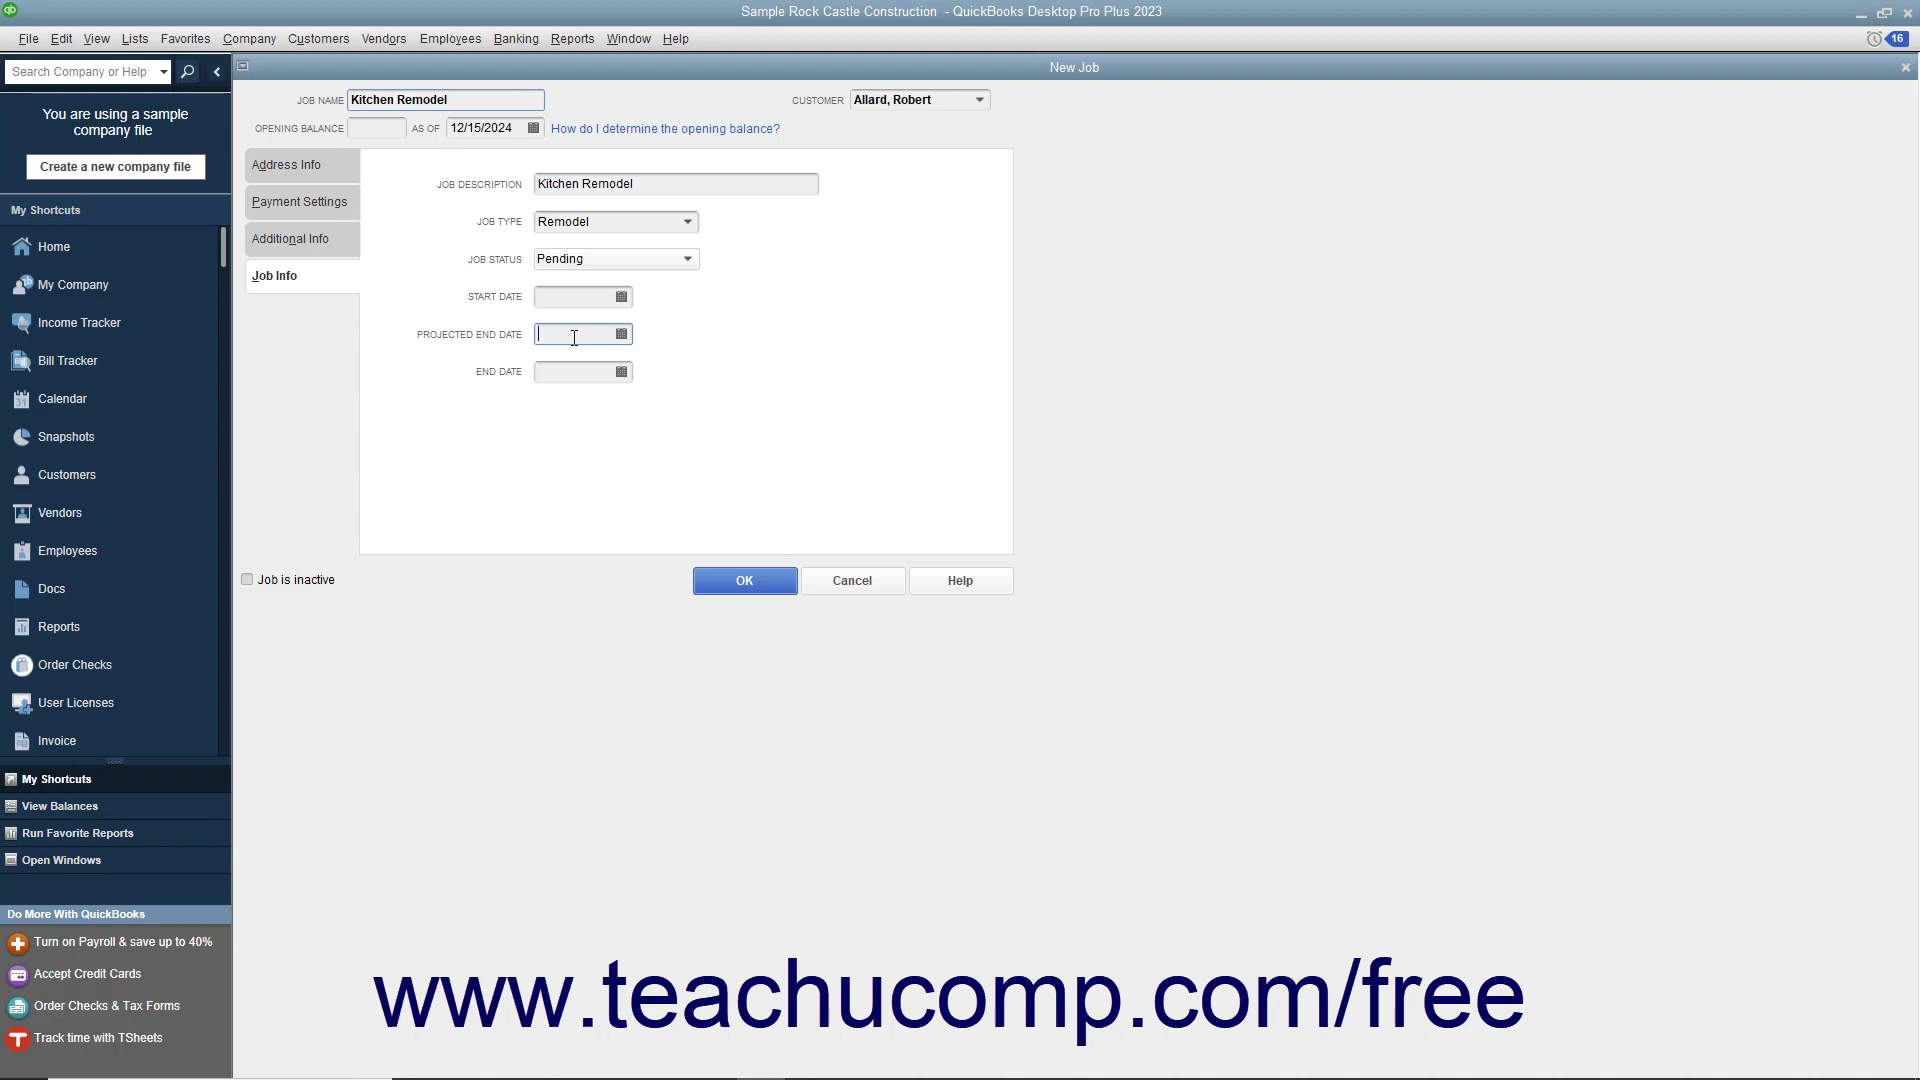 Sample Rock Castle Construction - QuickBooks Desktop Pro Plus 2023
File Edit View Lists Favorites Company Customers Vendors Employees Banking Reports Window Help
16
Search Company or Help
New Job
You are using a sample
company file
Create a new company file
My Shortcuts
Home
My Company
Income Tracker
Bill Tracker
31
Calendar
Snapshots
Customers
Vendors
Employees
Docs
Reports
Order Checks
User Licenses
Invoice
My Shortcuts
View Balances
Run Favorite Reports
Open Windows
Do More With QuickBooks
Turn on Payroll & save up to 40%
Accept Credit Cards
Order Checks & Tax Forms
Track time with TSheets
JOB NAME Kitchen Remodel
CUSTOMER Allard, Robert
OPENING BALANCE AS OF 12/15/2024 How do I determine the opening balance?
Address Info
Payment Settings
Additional Info
Job Info
JOB DESCRIPTION Kitchen Remodel
JOB TYPE Remodel
JOB STATUS Pending
START DATE
PROJECTED END DATE
END DATE
Job is inactive
OK Cancel Help
www.teachucomp.com/free